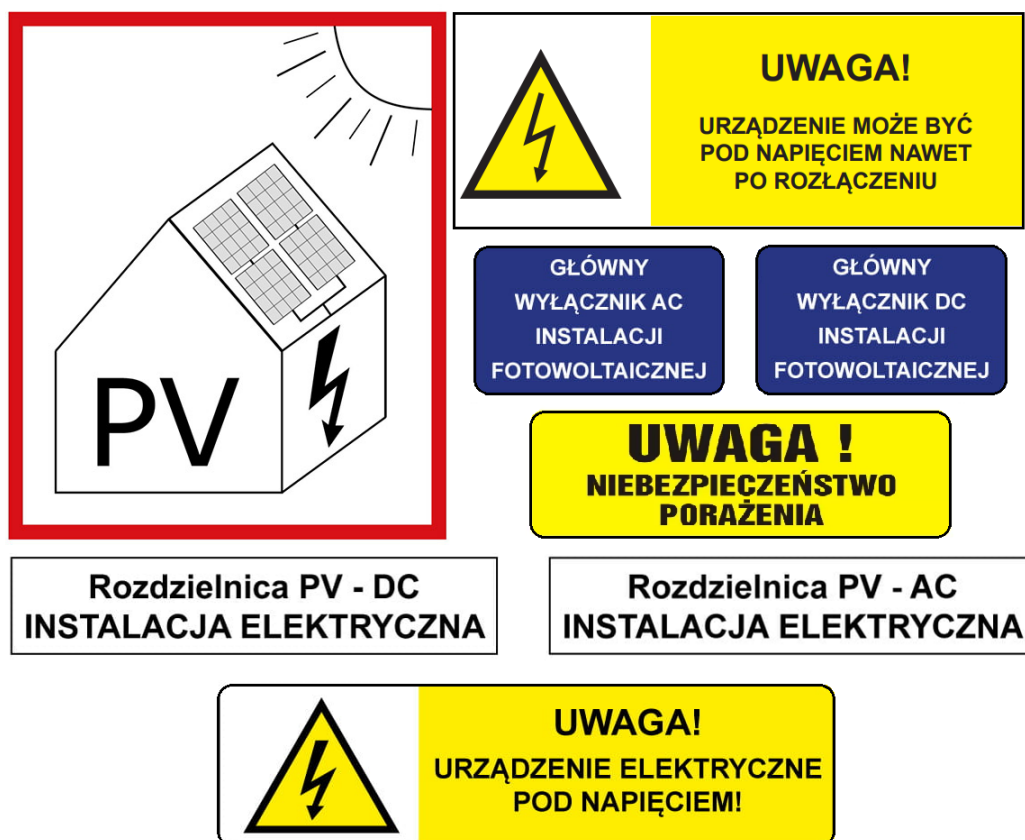 PV
UWAGA!
URZĄDZENIE MOŻE BYĆ
POD NAPIĘCIEM NAWET
PO ROZŁĄCZENIU
GŁÓWNY
WYŁĄCZNIK AC
INSTALACJI
FOTOWOLTAICZNEJ
GŁÓWNY
WYŁĄCZNIK DC
INSTALACJI
FOTOWOLTAICZNEJ
UWAGA !
NIEBEZPIECZEŃSTWO
PORAŻENIA
Rozdzielnica PV - DC
INSTALACJA ELEKTRYCZNA
Rozdzielnica PV - AC
INSTALACJA ELEKTRYCZNA
UWAGA!
URZĄDZENIE ELEKTRYCZNE
POD NAPIĘCIEM!